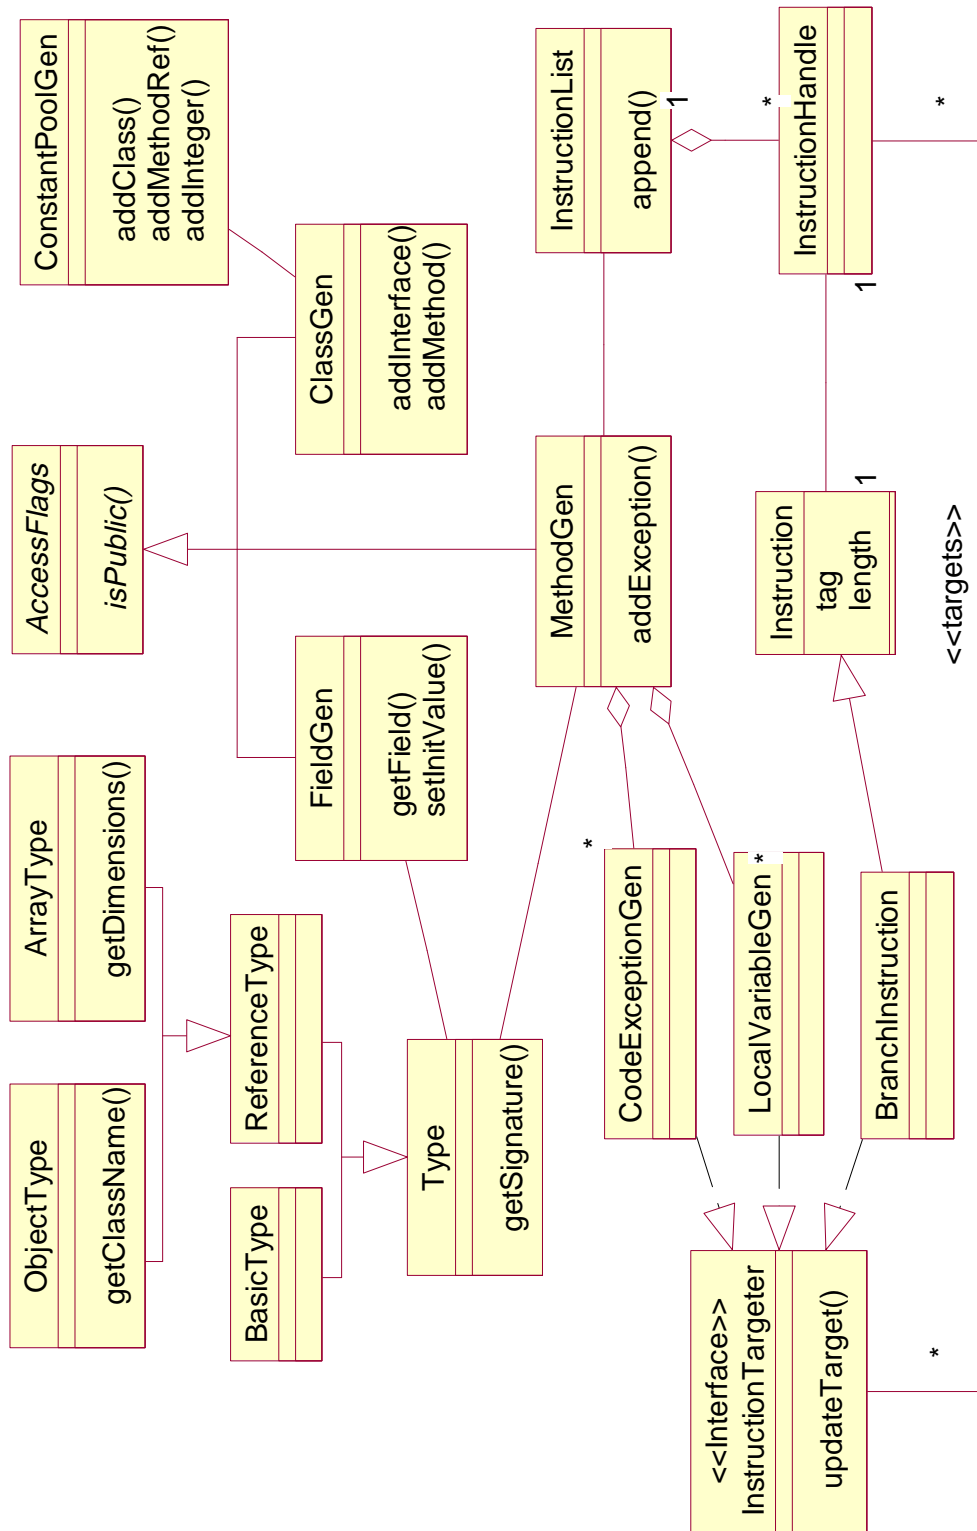 ObjectType
getClassName()
ArrayType
getDimensions()
AccessFlags
isPublic()
ConstantPoolGen
addClass()
addMethodRef()
addInteger()
BasicType
ReferenceType
FieldGen
getField()
setInitValue()
ClassGen
addInterface()
addMethod()
Type
getSignature()
MethodGen
addException()
InstructionList
append()
1
*
*
CodeExceptionGen
LocalVariableGen
*
<<Interface>>
InstructionTargeter
updateTarget()
BranchInstruction
Instruction
tag
length
1
1
InstructionHandle
*
<<targets>>
*